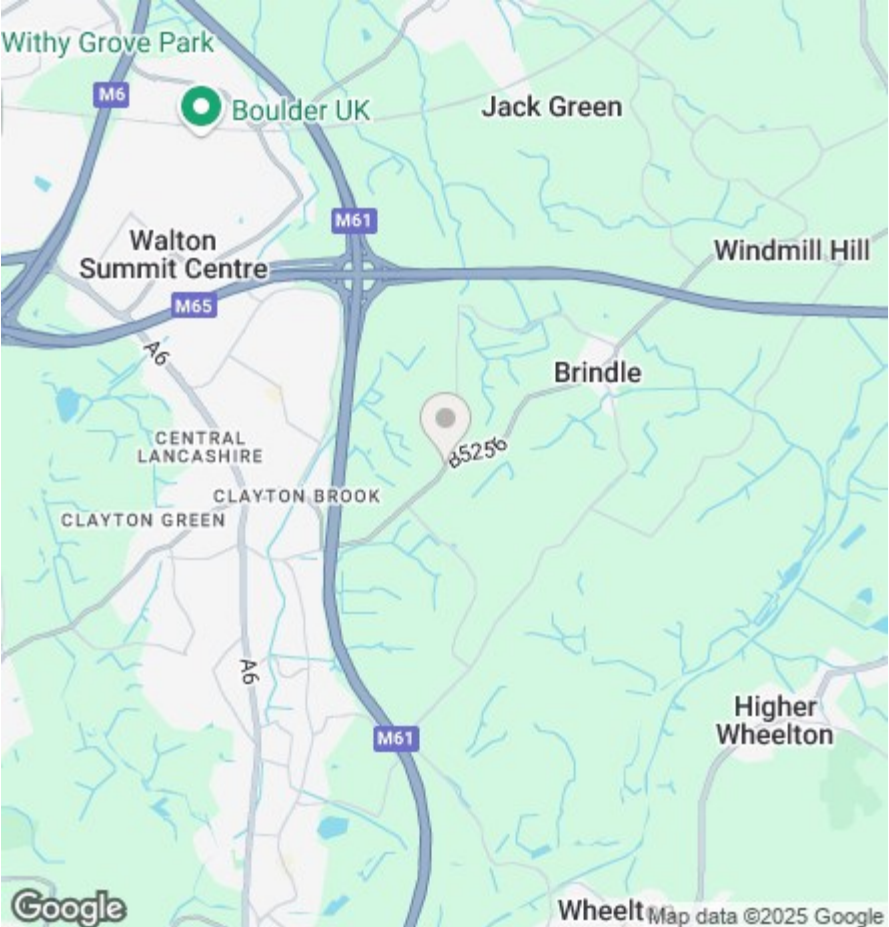 Withy Grove Park
M6
Boulder UK
Jack Green
M61
Walton
Summit Centre
Windmill Hill
M65
A6
Brindle
B5256
CENTRAL
LANCASHIRE
CLAYTON BROOK
CLAYTON GREEN
A6
Higher
Wheelton
M61
Google
Map data ©2025 Google